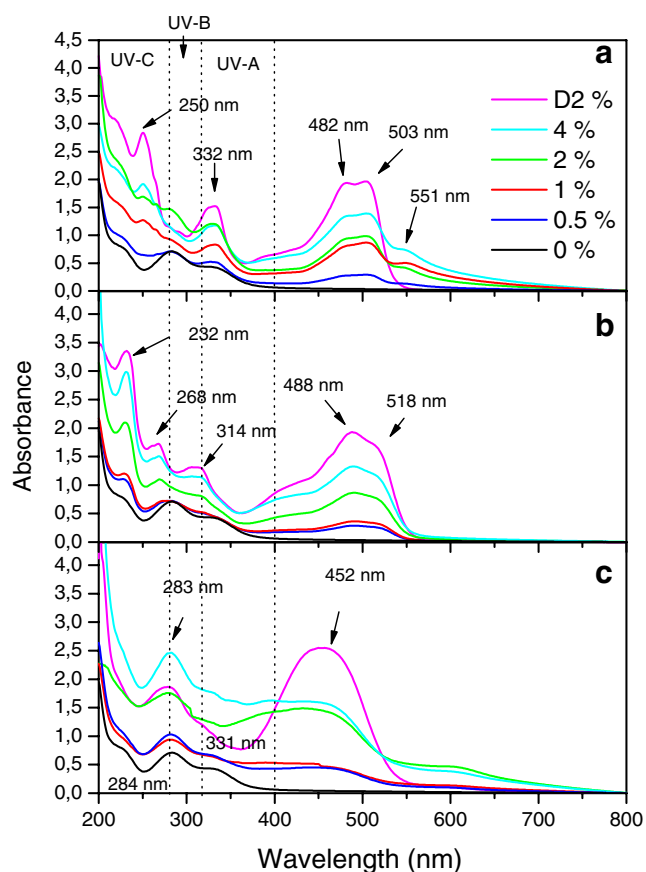 UV-B
UV-C
UV-A
a
4,5
4,0
3,5
3,0
2,5
2,0
1,5
1,0
0,5
0,0
250 nm
332 nm
482 nm
503 nm
551 nm
D2 %
4 %
2 %
1 %
0.5 %
0 %
b
4,0
3,5
3,0
2,5
2,0
1,5
1,0
0,5
0,0
232 nm
268 nm
314 nm
488 nm
518 nm
Absorbance
c
4,0
3,5
3,0
2,5
2,0
1,5
1,0
0,5
0,0
283 nm
452 nm
331 nm
284 nm
200 300 400 500 600 700 800
Wavelength (nm)